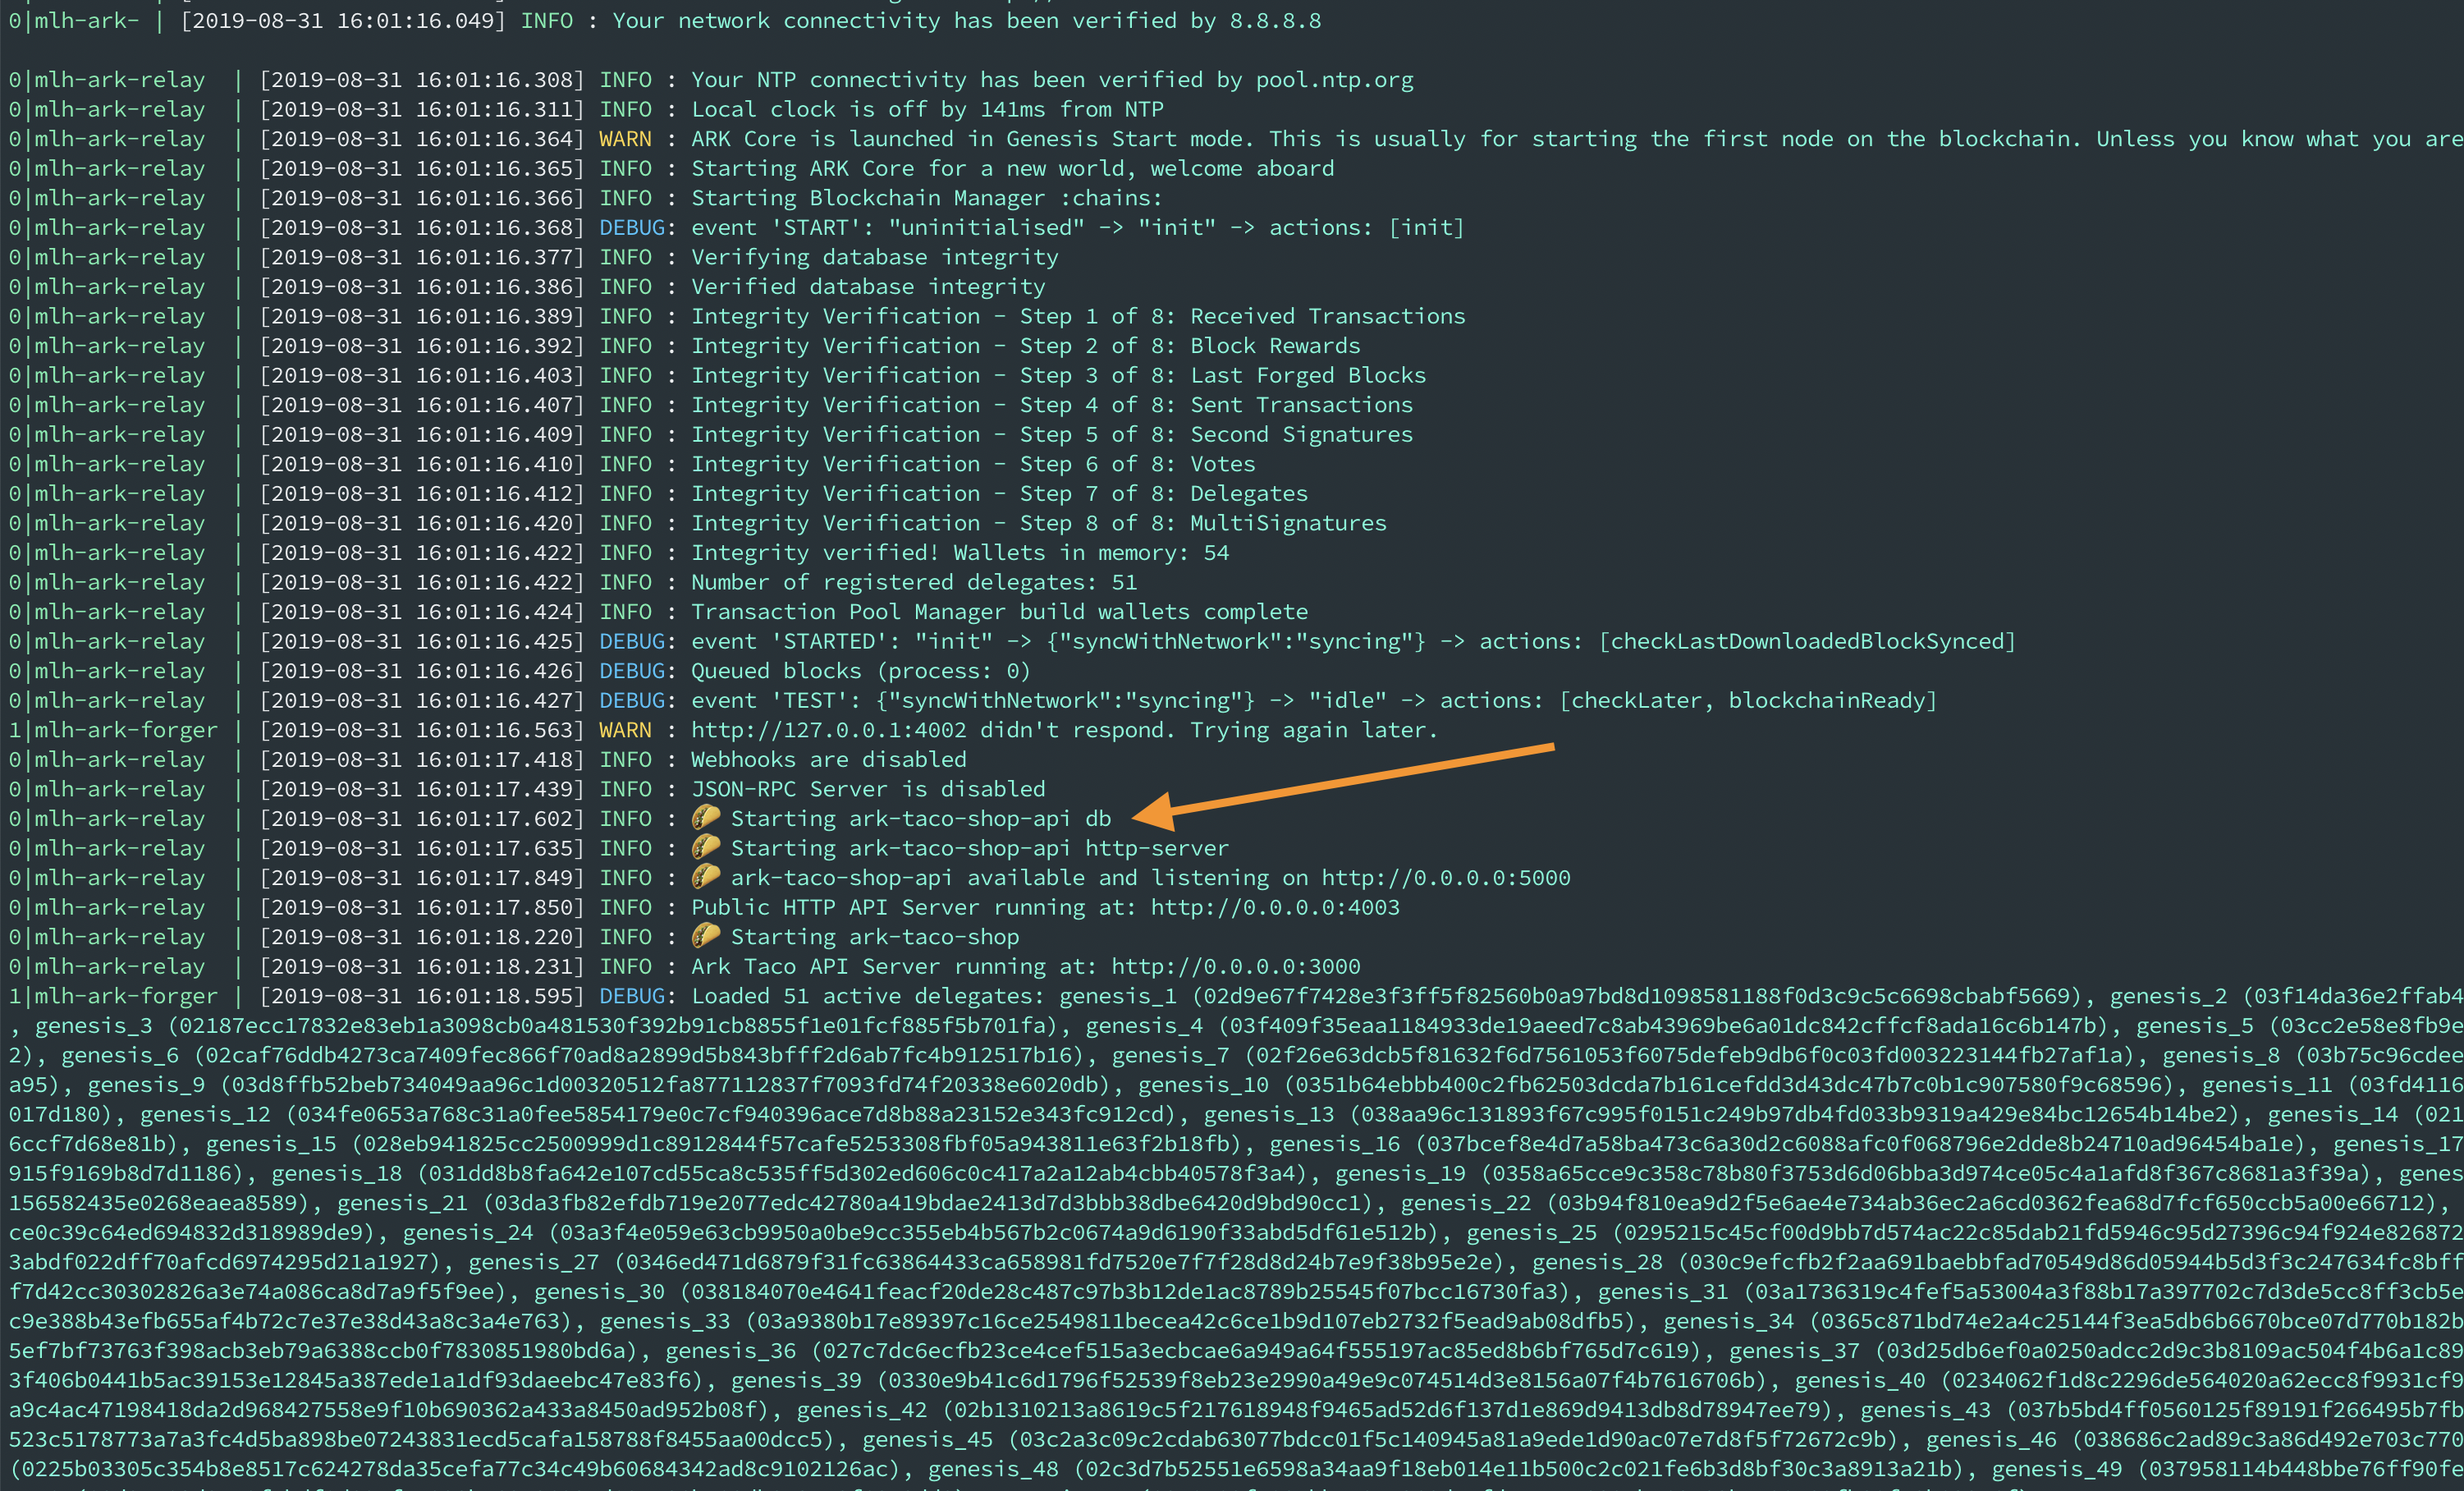 0|mlh-ark- | [2019-08-31 16:01:16.049] INFO : Your network connectivity has been verified by 8.8.8.8
0|mlh-ark-relay  | [2019-08-31 16:01:16.308] INFO : Your NTP connectivity has been verified by pool.ntp.org
0|mlh-ark-relay  | [2019-08-31 16:01:16.311] INFO : Local clock is off by 141ms from NTP
0|mlh-ark-relay  | [2019-08-31 16:01:16.364] WARN : ARK Core is launched in Genesis Start mode. This is usually for starting the first node on the blockchain. Unless you know what you are
0|mlh-ark-relay  | [2019-08-31 16:01:16.365] INFO : Starting ARK Core for a new world, welcome aboard
0|mlh-ark-relay  | [2019-08-31 16:01:16.366] INFO : Starting Blockchain Manager :chains:
0|mlh-ark-relay  | [2019-08-31 16:01:16.368] DEBUG: event 'START': "uninitialised" -> "init" -> actions: [init]
0|mlh-ark-relay  | [2019-08-31 16:01:16.377] INFO : Verifying database integrity
0|mlh-ark-relay  | [2019-08-31 16:01:16.386] INFO : Verified database integrity
0|mlh-ark-relay  | [2019-08-31 16:01:16.389] INFO : Integrity Verification - Step 1 of 8: Received Transactions
0|mlh-ark-relay  | [2019-08-31 16:01:16.392] INFO : Integrity Verification - Step 2 of 8: Block Rewards
0|mlh-ark-relay  | [2019-08-31 16:01:16.403] INFO : Integrity Verification - Step 3 of 8: Last Forged Blocks
0|mlh-ark-relay  | [2019-08-31 16:01:16.407] INFO : Integrity Verification - Step 4 of 8: Sent Transactions
0|mlh-ark-relay  | [2019-08-31 16:01:16.409] INFO : Integrity Verification - Step 5 of 8: Second Signatures
0|mlh-ark-relay  | [2019-08-31 16:01:16.410] INFO : Integrity Verification - Step 6 of 8: Votes
0|mlh-ark-relay  | [2019-08-31 16:01:16.412] INFO : Integrity Verification - Step 7 of 8: Delegates
0|mlh-ark-relay  | [2019-08-31 16:01:16.420] INFO : Integrity Verification - Step 8 of 8: MultiSignatures
0|mlh-ark-relay  | [2019-08-31 16:01:16.422] INFO : Integrity verified! Wallets in memory: 54
0|mlh-ark-relay  | [2019-08-31 16:01:16.422] INFO : Number of registered delegates: 51
0|mlh-ark-relay  | [2019-08-31 16:01:16.424] INFO : Transaction Pool Manager build wallets complete
0|mlh-ark-relay  | [2019-08-31 16:01:16.425] DEBUG: event 'STARTED': "init" -> {"syncWithNetwork":"syncing"} -> actions: [checkLastDownloadedBlockSynced]
0|mlh-ark-relay  | [2019-08-31 16:01:16.426] DEBUG: Queued blocks (process: 0)
0|mlh-ark-relay  | [2019-08-31 16:01:16.427] DEBUG: event 'TEST': {"syncWithNetwork":"syncing"} -> "idle" -> actions: [checkLater, blockchainReady]
1|mlh-ark-forger | [2019-08-31 16:01:16.563] WARN : http://127.0.0.1:4002 didn't respond. Trying again later.
0|mlh-ark-relay  | [2019-08-31 16:01:17.418] INFO : Webhooks are disabled
0|mlh-ark-relay  | [2019-08-31 16:01:17.439] INFO : JSON-RPC Server is disabled
0|mlh-ark-relay  | [2019-08-31 16:01:17.602] INFO : 🌮 Starting ark-taco-shop-api db
0|mlh-ark-relay  | [2019-08-31 16:01:17.635] INFO : 🌮 Starting ark-taco-shop-api http-server
0|mlh-ark-relay  | [2019-08-31 16:01:17.849] INFO : 🌮 ark-taco-shop-api available and listening on http://0.0.0.0:5000
0|mlh-ark-relay  | [2019-08-31 16:01:17.850] INFO : Public HTTP API Server running at: http://0.0.0.0:4003
0|mlh-ark-relay  | [2019-08-31 16:01:18.220] INFO : 🌮 Starting ark-taco-shop
0|mlh-ark-relay  | [2019-08-31 16:01:18.231] INFO : Ark Taco API Server running at: http://0.0.0.0:3000
1|mlh-ark-forger | [2019-08-31 16:01:18.595] DEBUG: Loaded 51 active delegates: genesis_1 (02d9e67f7428e3f3ff5f82560b0a97bd8d1098581188f0d3c9c5c6698cbabf5669), genesis_2 (03f14da36e2ffab4
, genesis_3 (02187ecc17832e83eb1a3098cb0a481530f392b91cb8855f1e01fcf885f5b701fa), genesis_4 (03f409f35eaa1184933de19aeed7c8ab43969be6a01dc842cffcf8ada16c6b147b), genesis_5 (03cc2e58e8fb9e
2), genesis_6 (02caf76ddb4273ca7409fec866f70ad8a2899d5b843bfff2d6ab7fc4b912517b16), genesis_7 (02f26e63dcb5f81632f6d7561053f6075defeb9db6f0c03fd003223144fb27af1a), genesis_8 (03b75c96cdee
a95), genesis_9 (03d8ffb52beb734049aa96c1d00320512fa877112837f7093fd74f20338e6020db), genesis_10 (0351b64ebbb400c2fb62503dcda7b161cefdd3d43dc47b7c0b1c907580f9c68596), genesis_11 (03fd4116
017d180), genesis_12 (034fe0653a768c31a0fee5854179e0c7cf940396ace7d8b88a23152e343fc912cd), genesis_13 (038aa96c131893f67c995f0151c249b97db4fd033b9319a429e84bc12654b14be2), genesis_14 (021
6ccf7d68e81b), genesis_15 (028eb941825cc2500999d1c8912844f57cafe5253308fbf05a943811e63f2b18fb), genesis_16 (037bcef8e4d7a58ba473c6a30d2c6088afc0f068796e2dde8b24710ad96454ba1e), genesis_17
915f9169b8d7d1186), genesis_18 (031dd8b8fa642e107cd55ca8c535ff5d302ed606c0c417a2a12ab4cbb40578f3a4), genesis_19 (0358a65cce9c358c78b80f3753d6d06bba3d974ce05c4a1afd8f367c8681a3f39a), genes
156582435e0268eaea8589), genesis_21 (03da3fb82efdb719e2077edc42780a419bdae2413d7d3bbb38dbe6420d9bd90cc1), genesis_22 (03b94f810ea9d2f5e6ae4e734ab36ec2a6cd0362fea68d7fcf650ccb5a00e66712),
ce0c39c64ed694832d318989de9), genesis_24 (03a3f4e059e63cb9950a0be9cc355eb4b567b2c0674a9d6190f33abd5df61e512b), genesis_25 (0295215c45cf00d9bb7d574ac22c85dab21fd5946c95d27396c94f924e826872
3abdf022dff70afcd6974295d21a1927), genesis_27 (0346ed471d6879f31fc63864433ca658981fd7520e7f7f28d8d24b7e9f38b95e2e), genesis_28 (030c9efcfb2f2aa691baebbfad70549d86d05944b5d3f3c247634fc8bff
f7d42cc30302826a3e74a086ca8d7a9f5f9ee), genesis_30 (038184070e4641feacf20de28c487c97b3b12de1ac8789b25545f07bcc16730fa3), genesis_31 (03a1736319c4fef5a53004a3f88b17a397702c7d3de5cc8ff3cb5e
c9e388b43efb655af4b72c7e37e38d43a8c3a4e763), genesis_33 (03a9380b17e89397c16ce2549811becea42c6ce1b9d107eb2732f5ead9ab08dfb5), genesis_34 (0365c871bd74e2a4c25144f3ea5db6b6670bce07d770b182b
5ef7bf73763f398acb3eb79a6388ccb0f7830851980bd6a), genesis_36 (027c7dc6ecfb23ce4cef515a3ecbcae6a949a64f555197ac85ed8b6bf765d7c619), genesis_37 (03d25db6ef0a0250adcc2d9c3b8109ac504f4b6a1c89
3f406b0441b5ac39153e12845a387ede1a1df93daeebc47e83f6), genesis_39 (0330e9b41c6d1796f52539f8eb23e2990a49e9c074514d3e8156a07f4b7616706b), genesis_40 (0234062f1d8c2296de564020a62ecc8f9931cf9
a9c4ac47198418da2d968427558e9f10b690362a433a8450ad952b08f), genesis_42 (02b1310213a8619c5f217618948f9465ad52d6f137d1e869d9413db8d78947ee79), genesis_43 (037b5bd4ff0560125f89191f266495b7fb
523c5178773a7a3fc4d5ba898be07243831ecd5cafa158788f8455aa00dcc5), genesis_45 (03c2a3c09c2cdab63077bdcc01f5c140945a81a9ede1d90ac07e7d8f5f72672c9b), genesis_46 (038686c2ad89c3a86d492e703c770
(0225b03305c354b8e8517c624278da35cefa77c34c49b60684342ad8c9102126ac), genesis_48 (02c3d7b52551e6598a34aa9f18eb014e11b500c2c021fe6b3d8bf30c3a8913a21b), genesis_49 (037958114b448bbe76ff90fe